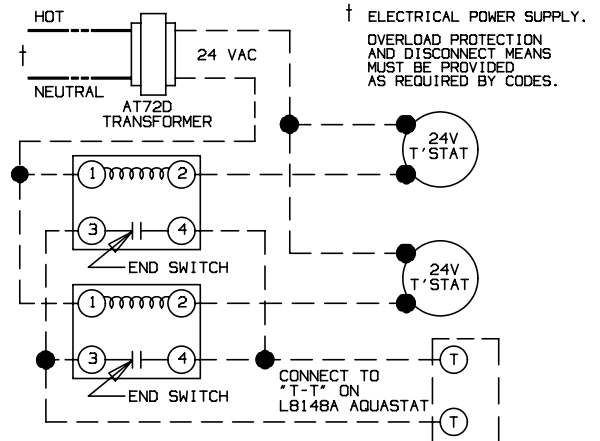 HOT
† ELECTRICAL POWER SUPPLY.
OVERLOAD PROTECTION
AND DISCONNECT MEANS
MUST BE PROVIDED
AS REQUIRED BY CODES.
†
24 VAC
NEUTRAL
AT72D
TRANSFORMER
24V
T'STAT
1
2
3
4
END SWITCH
24V
T'STAT
1
2
3
4
END SWITCH
CONNECT TO
"T-T" ON
L8148A AQUASTAT
T
T